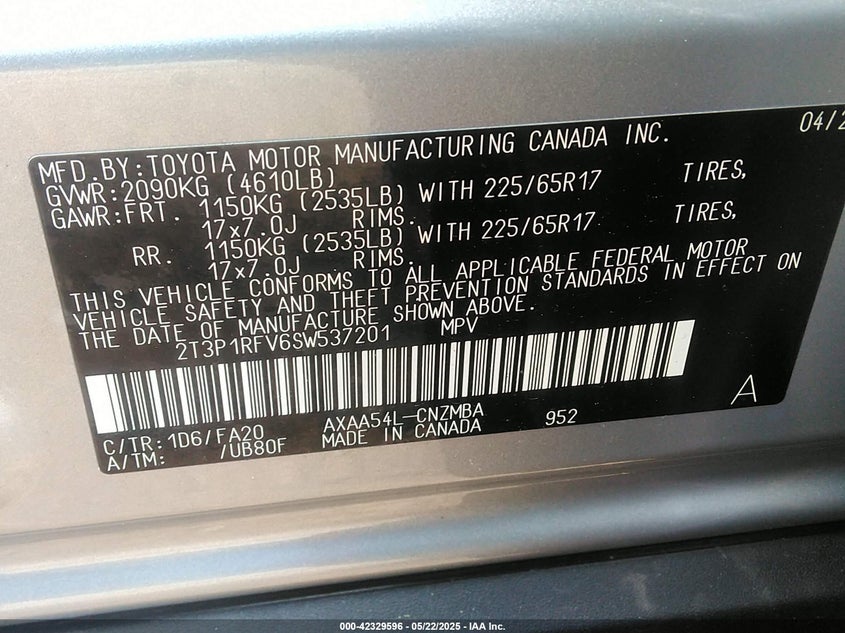 04/2
MFD.BY:TOYOTA MOTOR MANUFACTURING CANADA INC.
GVWR:2090KG (4610LB)
GAWR:FRT. 1150KG (2535LB) WITH 225/65R17 TIRES,
17x7.0J RIMS.
RR. 1150KG (2535LB) WITH 225/65R17 TIRES,
17x7.0J RIMS.
THIS VEHICLE CONFORMS TO ALL APPLICABLE FEDERAL MOTOR
VEHICLE SAFETY AND THEFT PREVENTION STANDARDS IN EFFECT ON
THE DATE OF MANUFACTURE SHOWN ABOVE.
2T3P1RFV6SW537201 MPV
A
C/TR:1D6/FA20 AXAA54L-CNZMBA 952
A/TM: /UB80F MADE IN CANADA
000-42329596 - 05/22/2025 - IAA Inc.